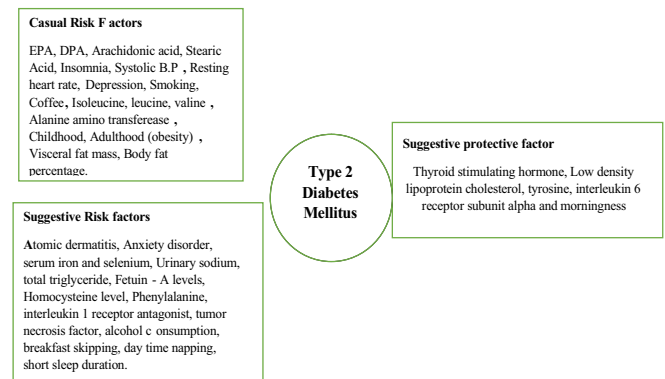 Casual Risk F actors
EPA, DPA, Arachidonic acid, Stearic
Acid, Insomnia, Systolic B.P , Resting
heart rate, Depression, Smoking,
Coffee, Isoleucine, leucine, valine ,
Alanine amino transferease ,
Childhood, Adulthood (obesity) ,
Visceral fat mass, Body fat
percentage.
Suggestive Risk factors
Atomic dermatitis, Anxiety disorder,
serum iron and selenium, Urinary sodium,
total triglyceride, Fetuin - A levels,
Homocysteine level, Phenylalanine,
interleukin 1 receptor antagonist, tumor
necrosis factor, alcohol c onsumption,
breakfast skipping, day time napping,
short sleep duration.
Type 2
Diabetes
Mellitus
Suggestive protective factor
Thyroid stimulating hormone, Low density
lipoprotein cholesterol, tyrosine, interleukin 6
receptor subunit alpha and morningness